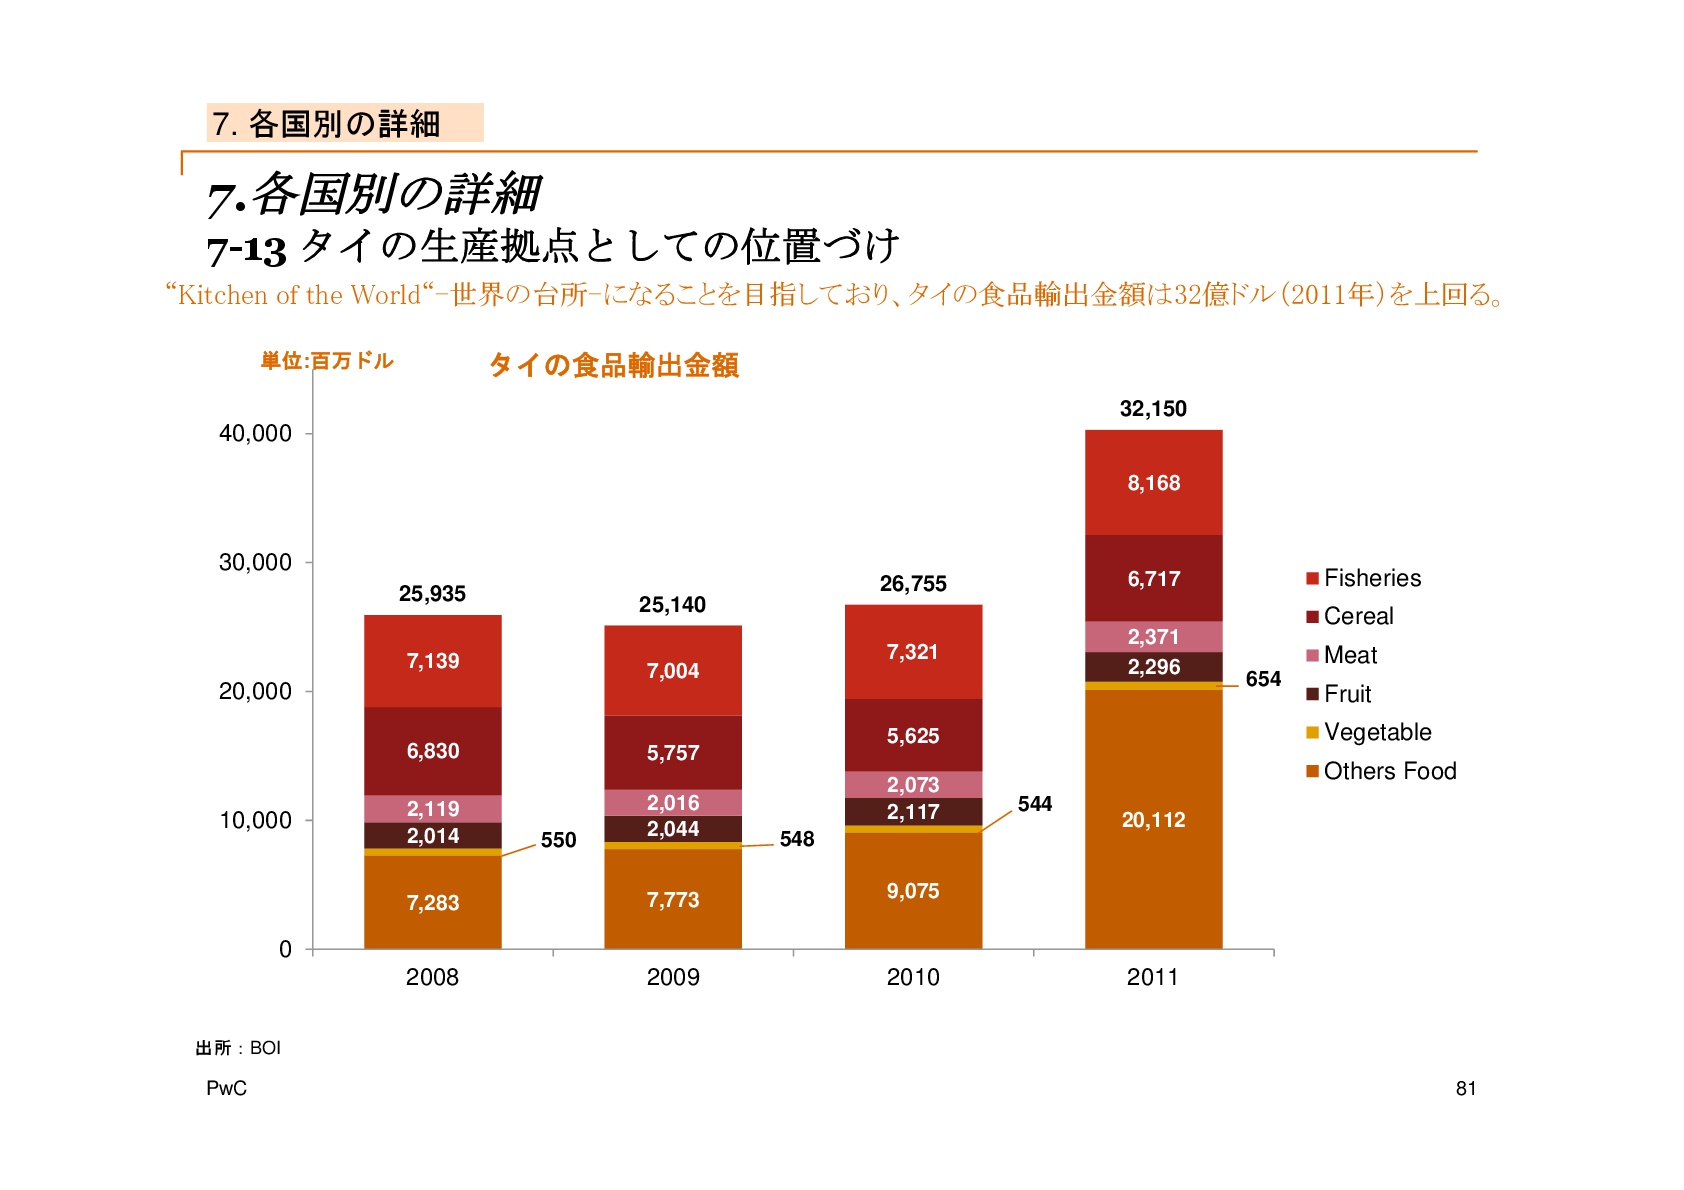 7. 各国別の詳細
7.各国別の詳細
7-13 タイの生産拠点としての位置づけ
“Kitchen of the World“−世界の台所−になることを目指しており、タイの食品輸出金額は32億ドル（2011年）を上回る。
単位:百万ドル
タイの食品輸出金額
40,000
30,000
20,000
10,000
0
25,935
7,139
6,830
2,119
2,014
550
7,283
2008
25,140
7,004
5,757
2,016
2,044
548
7,773
2009
26,755
7,321
5,625
2,073
2,117
544
9,075
2010
32,150
8,168
6,717
2,371
2,296
654
20,112
2011
Fisheries
Cereal
Meat
Fruit
Vegetable
Others Food
出所：BOI
PwC
81